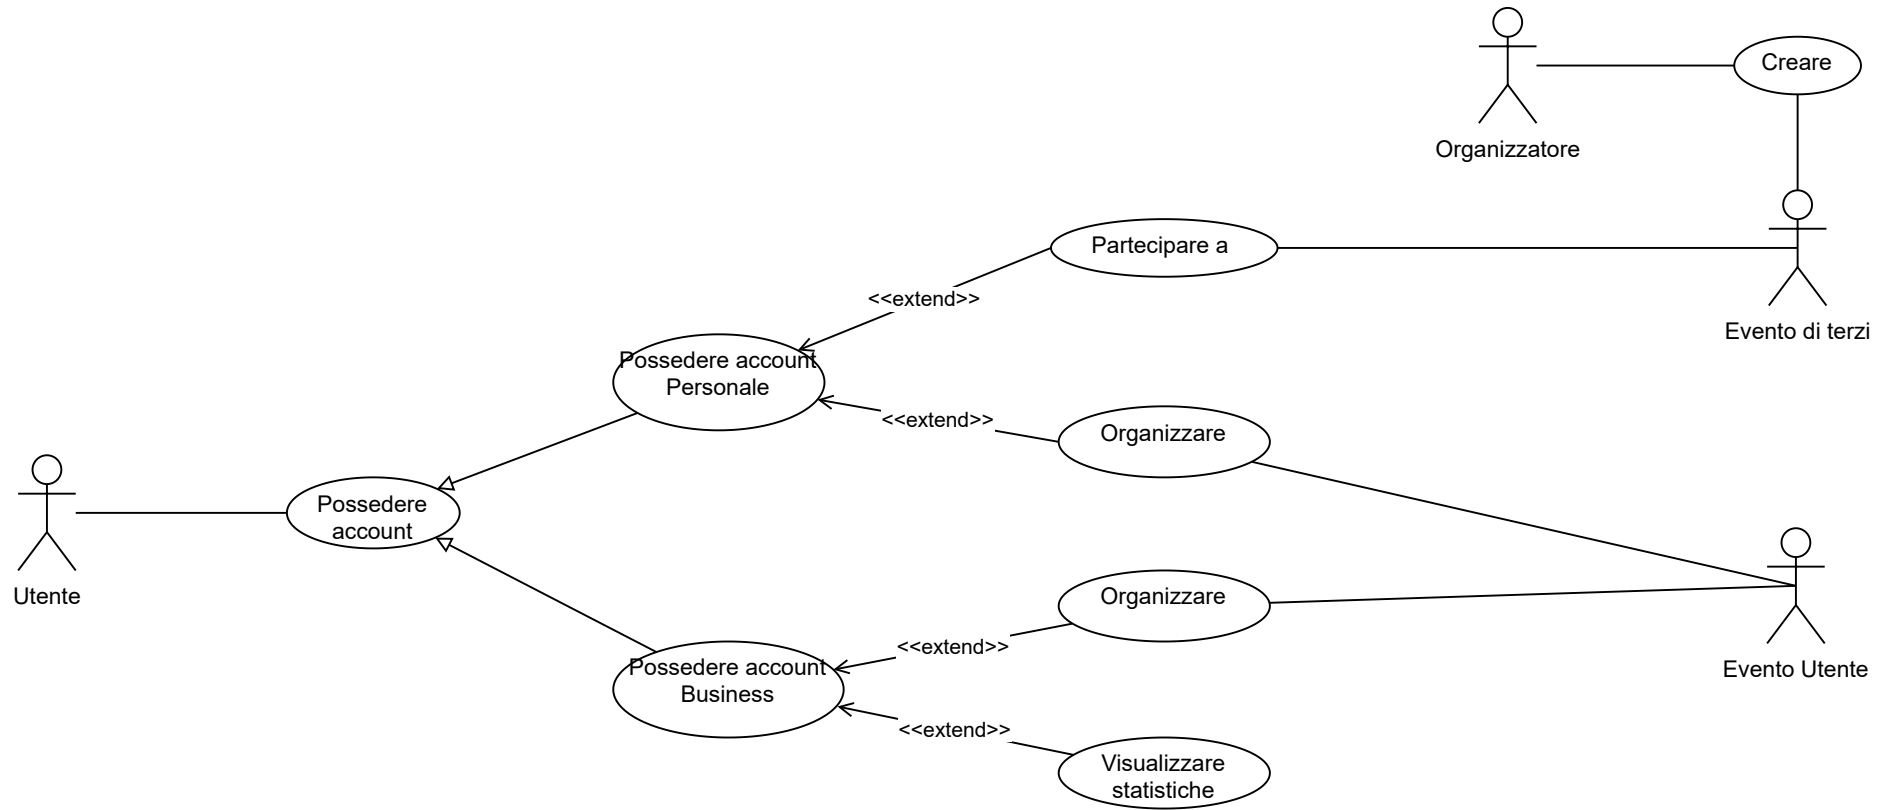 Creare
Organizzatore
Partecipare a
<<extend>>
Evento di terzi
Possedere account
Personale
<<extend>>
Organizzare
Possedere
account
Utente
Organizzare
<<extend>>
Evento Utente
Possedere account
Business
<<extend>>
Visualizzare
statistiche